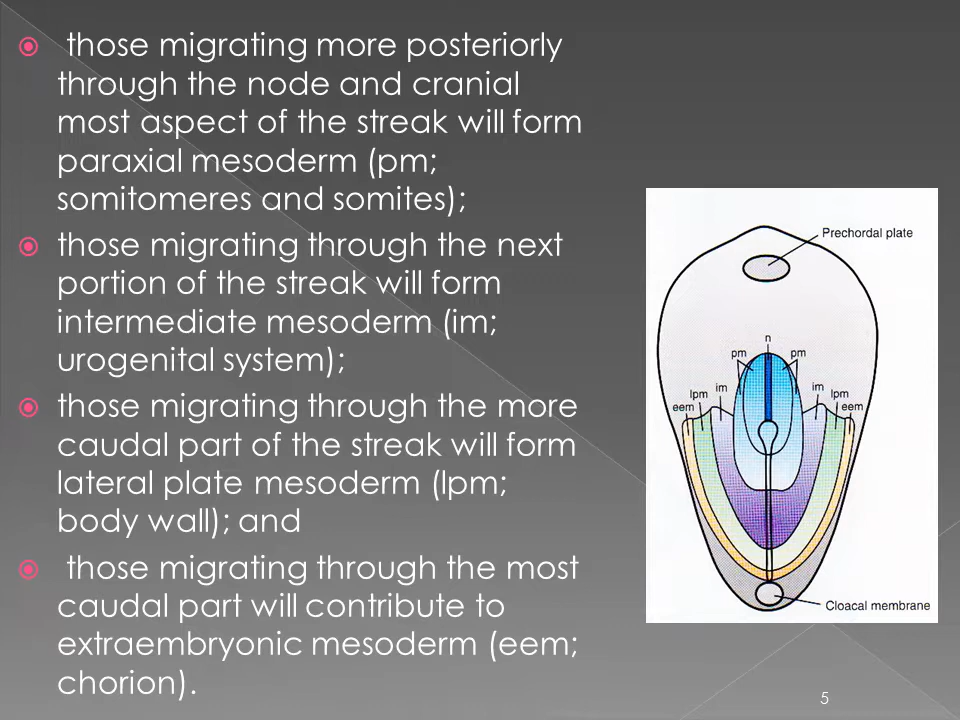 those migrating more posteriorly
through the node and cranial
most aspect of the streak will form
paraxial mesoderm (pm;
somitomeres and somites);
those migrating through the next
portion of the streak will form
intermediate mesoderm (im;
urogenital system);
those migrating through the more
caudal part of the streak will form
lateral plate mesoderm (lpm;
body wall); and
those migrating through the most
caudal part will contribute to
extraembryonic mesoderm (eem;
chorion).
Prechordal plate
n
pm pm
im im
lpm lpm
eem eem
Cloacal membrane
5